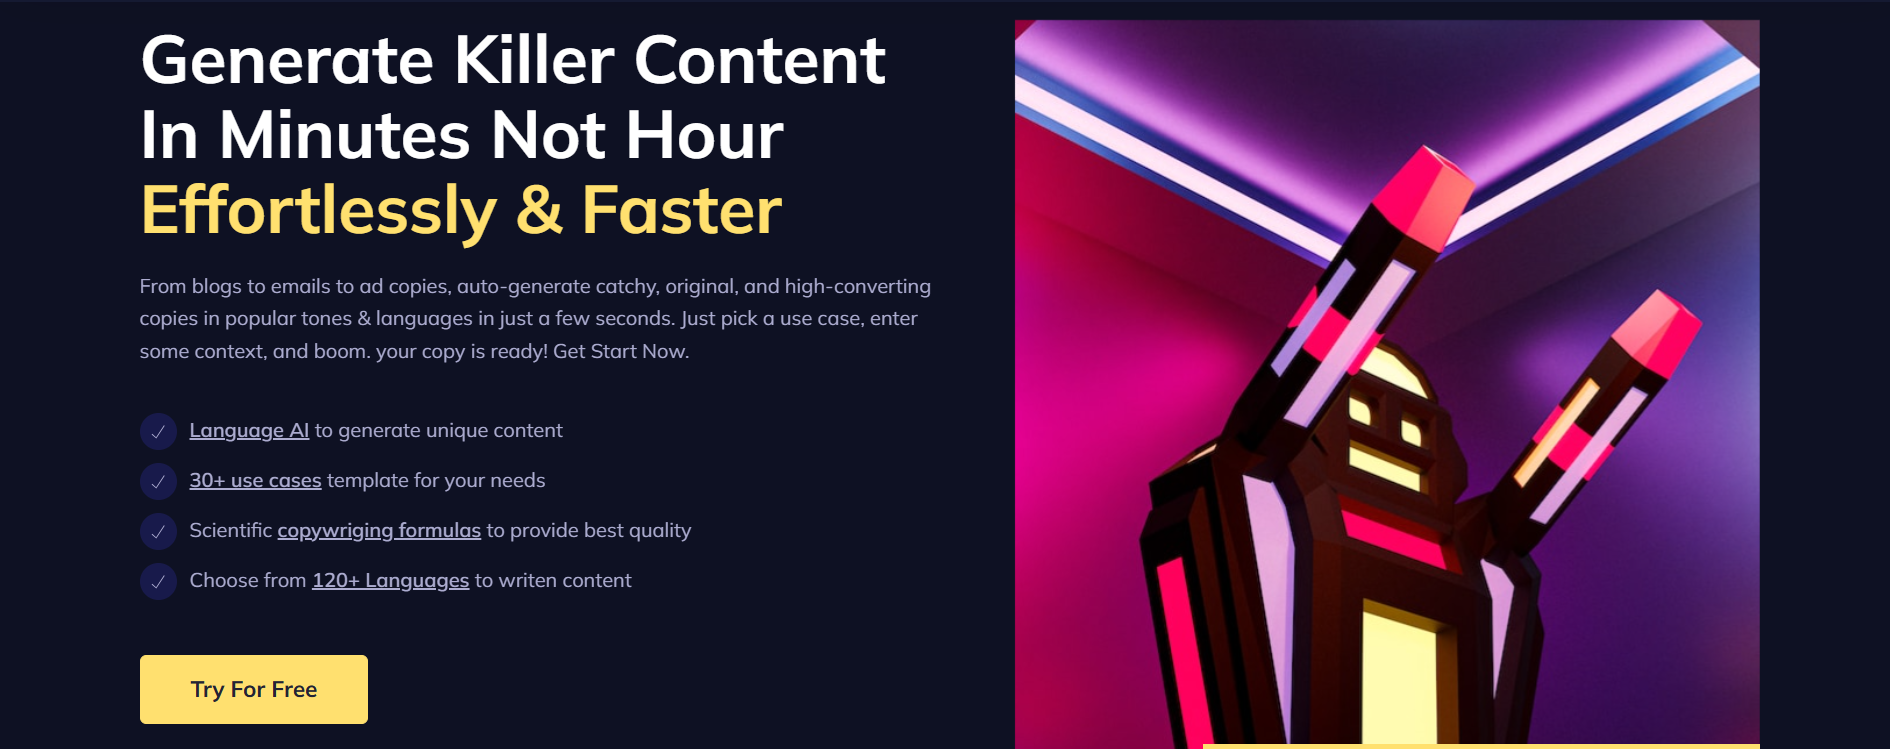 Generate Killer Content
In Minutes Not Hour
Effortlessly & Faster
From blogs to emails to ad copies, auto-generate catchy, original, and high-converting
copies in popular tones & languages in just a few seconds. Just pick a use case, enter
some context, and boom. your copy is ready! Get Start Now.
Language AI to generate unique content
30+ use cases template for your needs
Scientific copywriging formulas to provide best quality
Choose from 120+ Languages to writen content
Try For Free